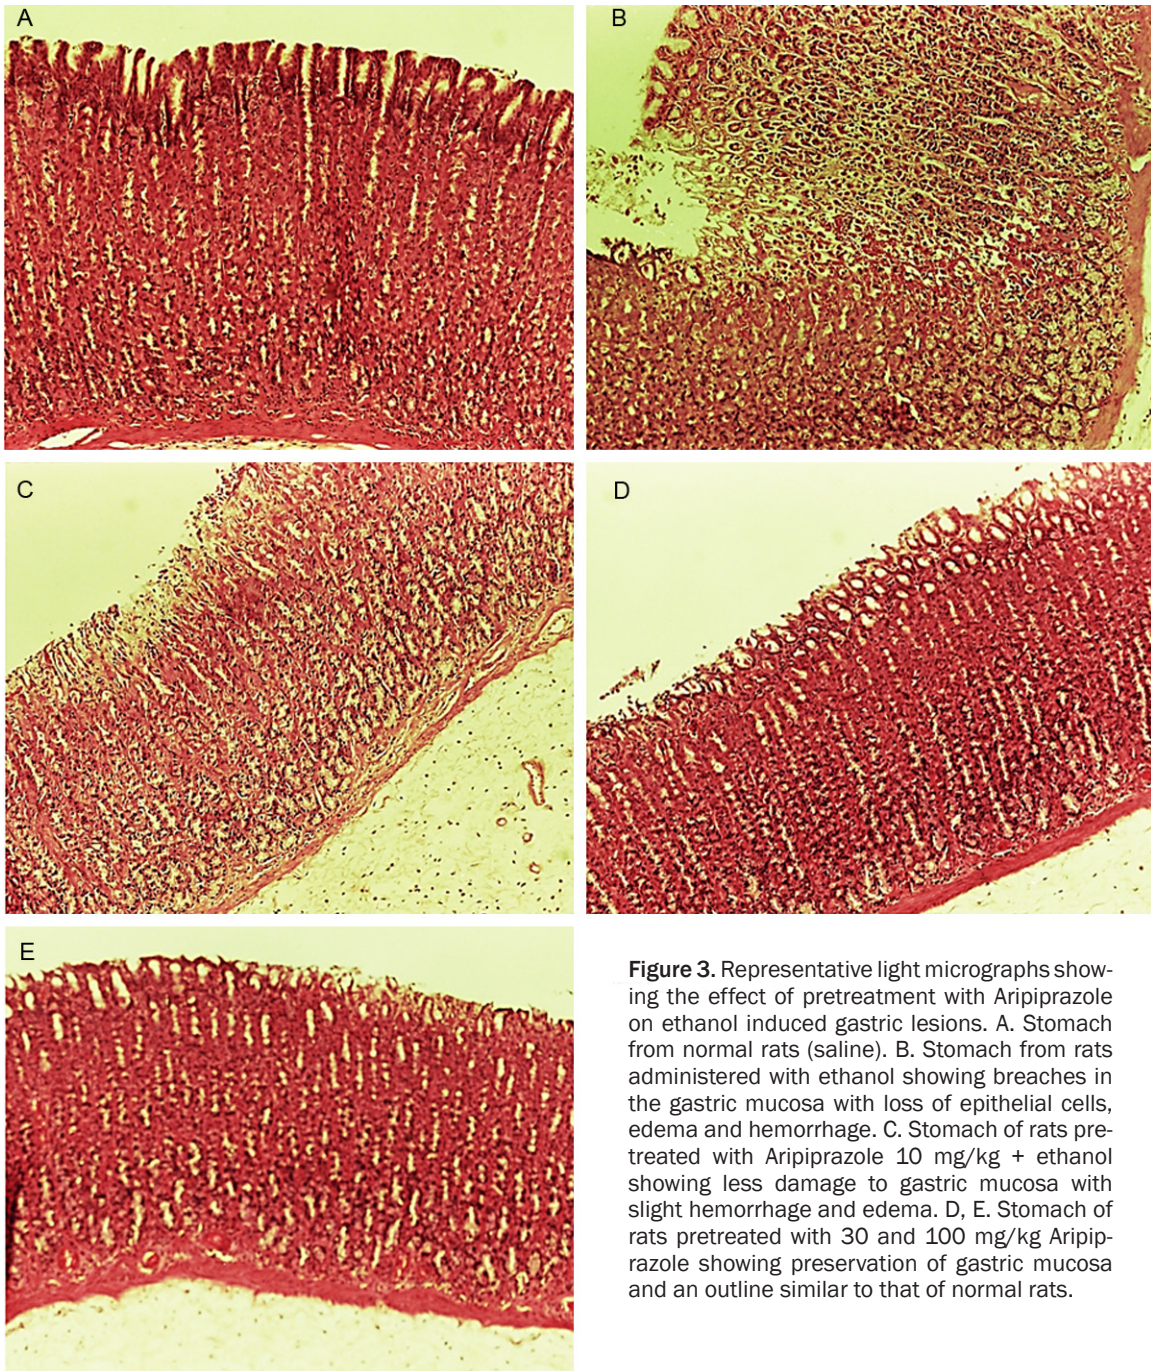 A
B
C
D
E
Figure 3. Representative light micrographs show-
ing the effect of pretreatment with Aripiprazole
on ethanol induced gastric lesions. A. Stomach
from normal rats (saline). B. Stomach from rats
administered with ethanol showing breaches in
the gastric mucosa with loss of epithelial cells,
edema and hemorrhage. C. Stomach of rats pre-
treated with Aripiprazole 10 mg/kg + ethanol
showing less damage to gastric mucosa with
slight hemorrhage and edema. D, E. Stomach of
rats pretreated with 30 and 100 mg/kg Aripip-
razole showing preservation of gastric mucosa
and an outline similar to that of normal rats.